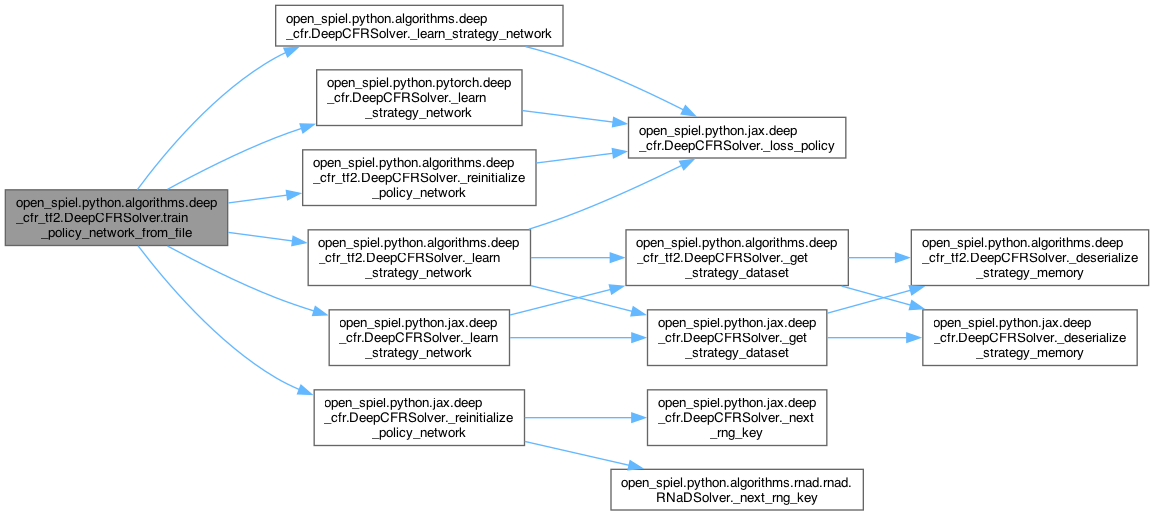 open_spiel.python.algorithms.deep
_cfr.DeepCFRSolver._learn_strategy_network
open_spiel.python.pytorch.deep
_cfr.DeepCFRSolver._learn
_strategy_network
open_spiel.python.jax.deep
_cfr.DeepCFRSolver._loss_policy
open_spiel.python.algorithms.deep
_cfr_tf2.DeepCFRSolver._reinitialize
_policy_network
open_spiel.python.algorithms.deep
_cfr_tf2.DeepCFRSolver.train
_policy_network_from_file
open_spiel.python.algorithms.deep
_cfr_tf2.DeepCFRSolver._learn
_strategy_network
open_spiel.python.algorithms.deep
_cfr_tf2.DeepCFRSolver._get
_strategy_dataset
open_spiel.python.algorithms.deep
_cfr_tf2.DeepCFRSolver._deserialize
_strategy_memory
open_spiel.python.jax.deep
_cfr.DeepCFRSolver._learn
_strategy_network
open_spiel.python.jax.deep
_cfr.DeepCFRSolver._get
_strategy_dataset
open_spiel.python.jax.deep
_cfr.DeepCFRSolver._deserialize
_strategy_memory
open_spiel.python.jax.deep
_cfr.DeepCFRSolver._reinitialize
_policy_network
open_spiel.python.jax.deep
_cfr.DeepCFRSolver._next
_rng_key
open_spiel.python.algorithms.rnad.rnad.
RNaDSolver._next_rng_key